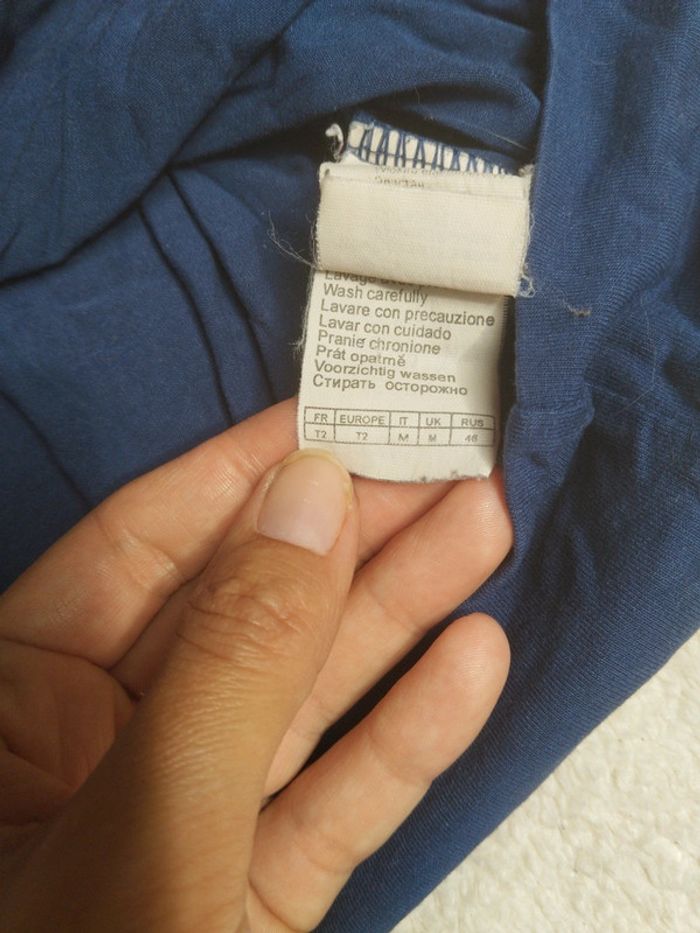 Wash carefully
Lavare con precauzione
Lavar con cuidado
Pranie chronione
Prát opatrně
Voorzichtig wassen
Стирать осторожно
FR EUROPE IT UK RUS
T2 T2 M M 46